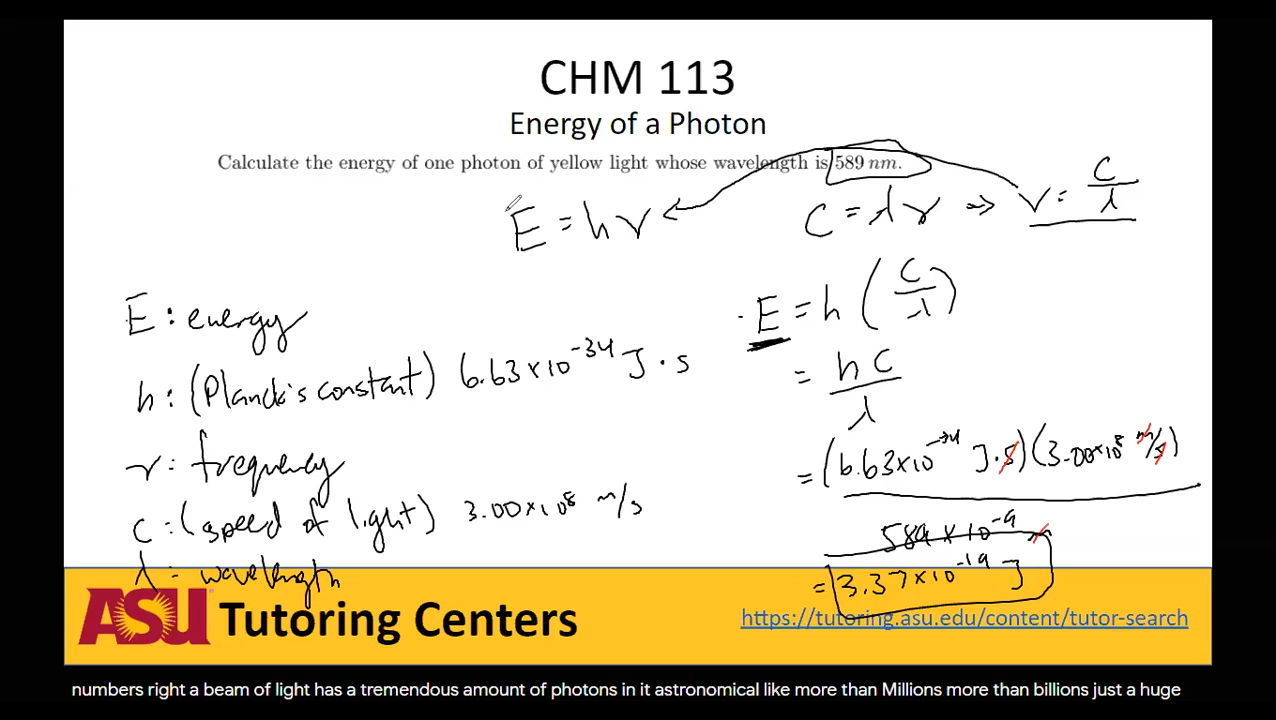 CHM 113
Energy of a Photon
Calculate the energy of one photon of yellow light whose wavelength is 589 nm.
E = hν
C = λν => ν = C/λ
E : energy
h : (Planck's constant) 6.63×10^-34 J · s
ν : frequency
C : (speed of light) 3.00×10^8 m/s
λ : wavelength
· E = h (C/λ)
= hC/λ
= (6.63×10^-34 J·s)(3.00×10^8 m/s)
589 × 10^-9 m
= 3.37×10^-19 J
ASU Tutoring Centers
https://tutoring.asu.edu/content/tutor-search
numbers right a beam of light has a tremendous amount of photons in it astronomical like more than Millions more than billions just a huge